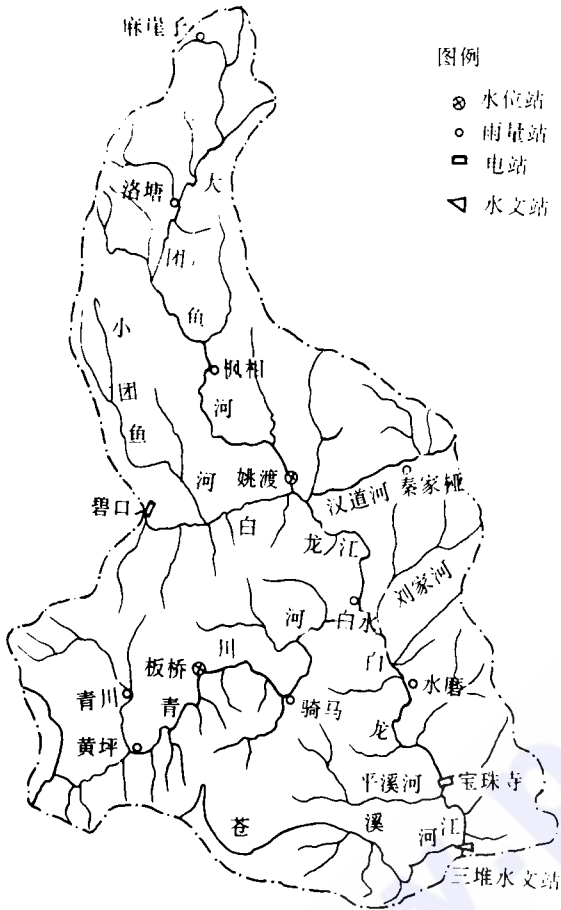 麻崖子
图例
水位站
雨量站
电站
水文站
洛塘
大
团
鱼
河
枫相
小
团
鱼
河
姚渡
汉道河
秦家垭
碧口
白
龙
江
刘家河
白水
河
川
青
板桥
白
龙
江
水磨
青川
骑马
黄坪
平溪河
宝珠寺
苍
溪
河
三堆水文站